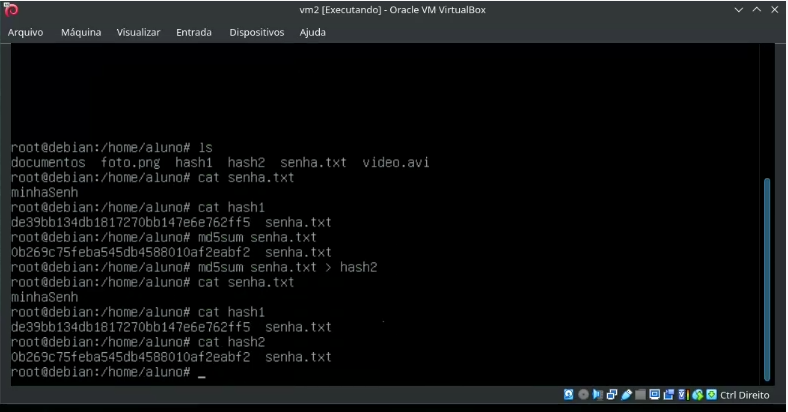 vm2 [Executando] - Oracle VM VirtualBox
Arquivo Máquina Visualizar Entrada Dispositivos Ajuda
root@debian:/home/aluno# ls
documentos foto.png hash1 hash2 senha.txt video.avi
root@debian:/home/aluno# cat senha.txt
minhaSenh
root@debian:/home/aluno# cat hash1
de39bb134db1817270bb147e6e762ff5 senha.txt
root@debian:/home/aluno# md5sum senha.txt
0b269c75feba545db4588010af2eabf2 senha.txt
root@debian:/home/aluno# md5sum senha.txt > hash2
root@debian:/home/aluno# cat senha.txt
minhaSenh
root@debian:/home/aluno# cat hash1
de39bb134db1817270bb147e6e762ff5 senha.txt
root@debian:/home/aluno# cat hash2
0b269c75feba545db4588010af2eabf2 senha.txt
root@debian:/home/aluno# _
Ctrl Direito